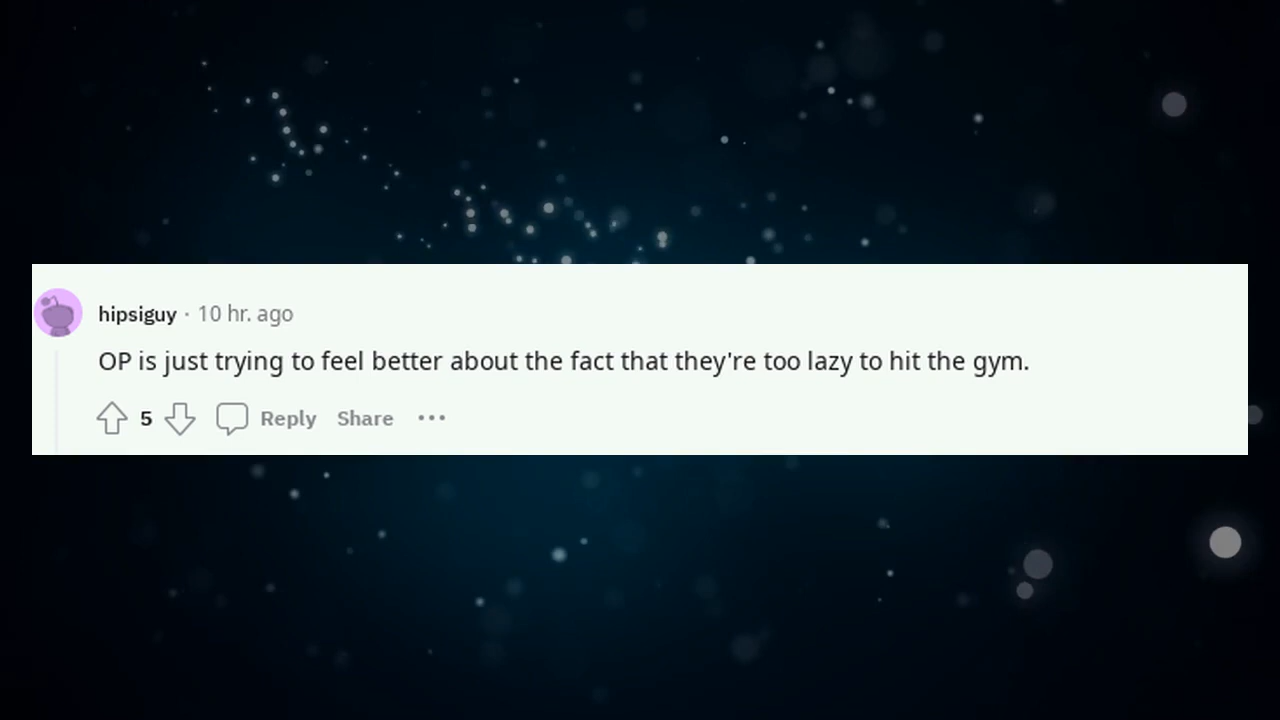 hipsiguy · 10 hr. ago
OP is just trying to feel better about the fact that they're too lazy to hit the gym.
5 Reply Share ···